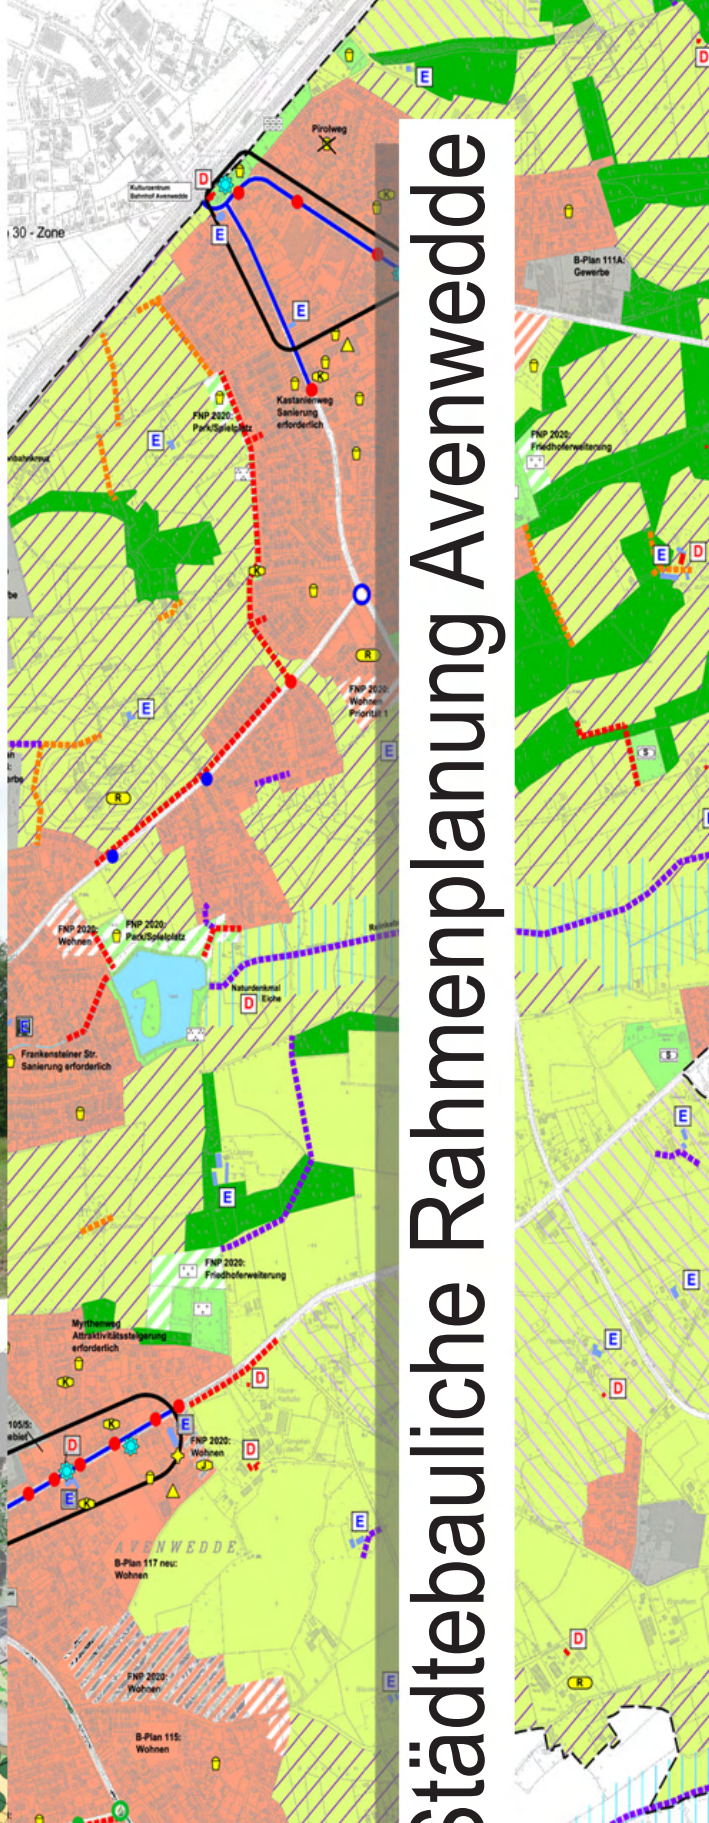 Städtebauliche Rahmenplanung Avenwedde
Pirolweg
Kulturzentrum
Bahnhof Avenwedde
30 - Zone
B-Plan 111A:
Gewerbe
Kastanienweg
Sanierung
erforderlich
FNP 2020:
Park/Spielplatz
FNP 2020:
Friedhoferweiterung
FNP 2020:
Wohnen
Priorität 1
FNP 2020:
Wohnen
FNP 2020:
Park/Spielplatz
Naturdenkmal
Eiche
Frankensteiner Str.
Sanierung erforderlich
FNP 2020:
Friedhoferweiterung
Myrthenweg
Attraktivitätssteigerung
erforderlich
105/5:
FNP 2020:
Wohnen
AVENWEDDE
B-Plan 117 neu:
Wohnen
FNP 2020:
Wohnen
B-Plan 115:
Wohnen
D
E
K
R
S
J